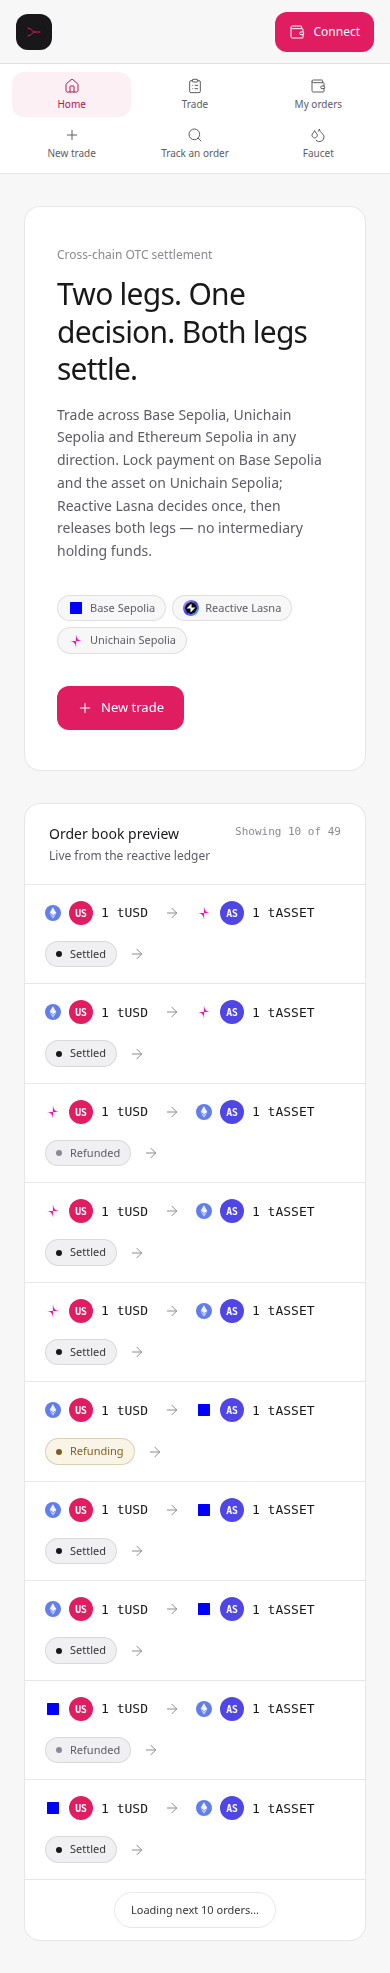 Connect
Home
Trade
My orders
New trade
Track an order
Faucet
Cross-chain OTC settlement
Two legs. One
decision. Both legs
settle.
Trade across Base Sepolia, Unichain
Sepolia and Ethereum Sepolia in any
direction. Lock payment on Base Sepolia
and the asset on Unichain Sepolia;
Reactive Lasna decides once, then
releases both legs — no intermediary
holding funds.
Base Sepolia
Reactive Lasna
Unichain Sepolia
New trade
Order book preview
Showing 10 of 49
Live from the reactive ledger
US 1 tUSD → AS 1 tASSET
Settled →
US 1 tUSD → AS 1 tASSET
Settled →
US 1 tUSD → AS 1 tASSET
Refunded →
US 1 tUSD → AS 1 tASSET
Settled →
US 1 tUSD → AS 1 tASSET
Settled →
US 1 tUSD → AS 1 tASSET
Refunding →
US 1 tUSD → AS 1 tASSET
Settled →
US 1 tUSD → AS 1 tASSET
Settled →
US 1 tUSD → AS 1 tASSET
Refunded →
US 1 tUSD → AS 1 tASSET
Settled →
Loading next 10 orders…